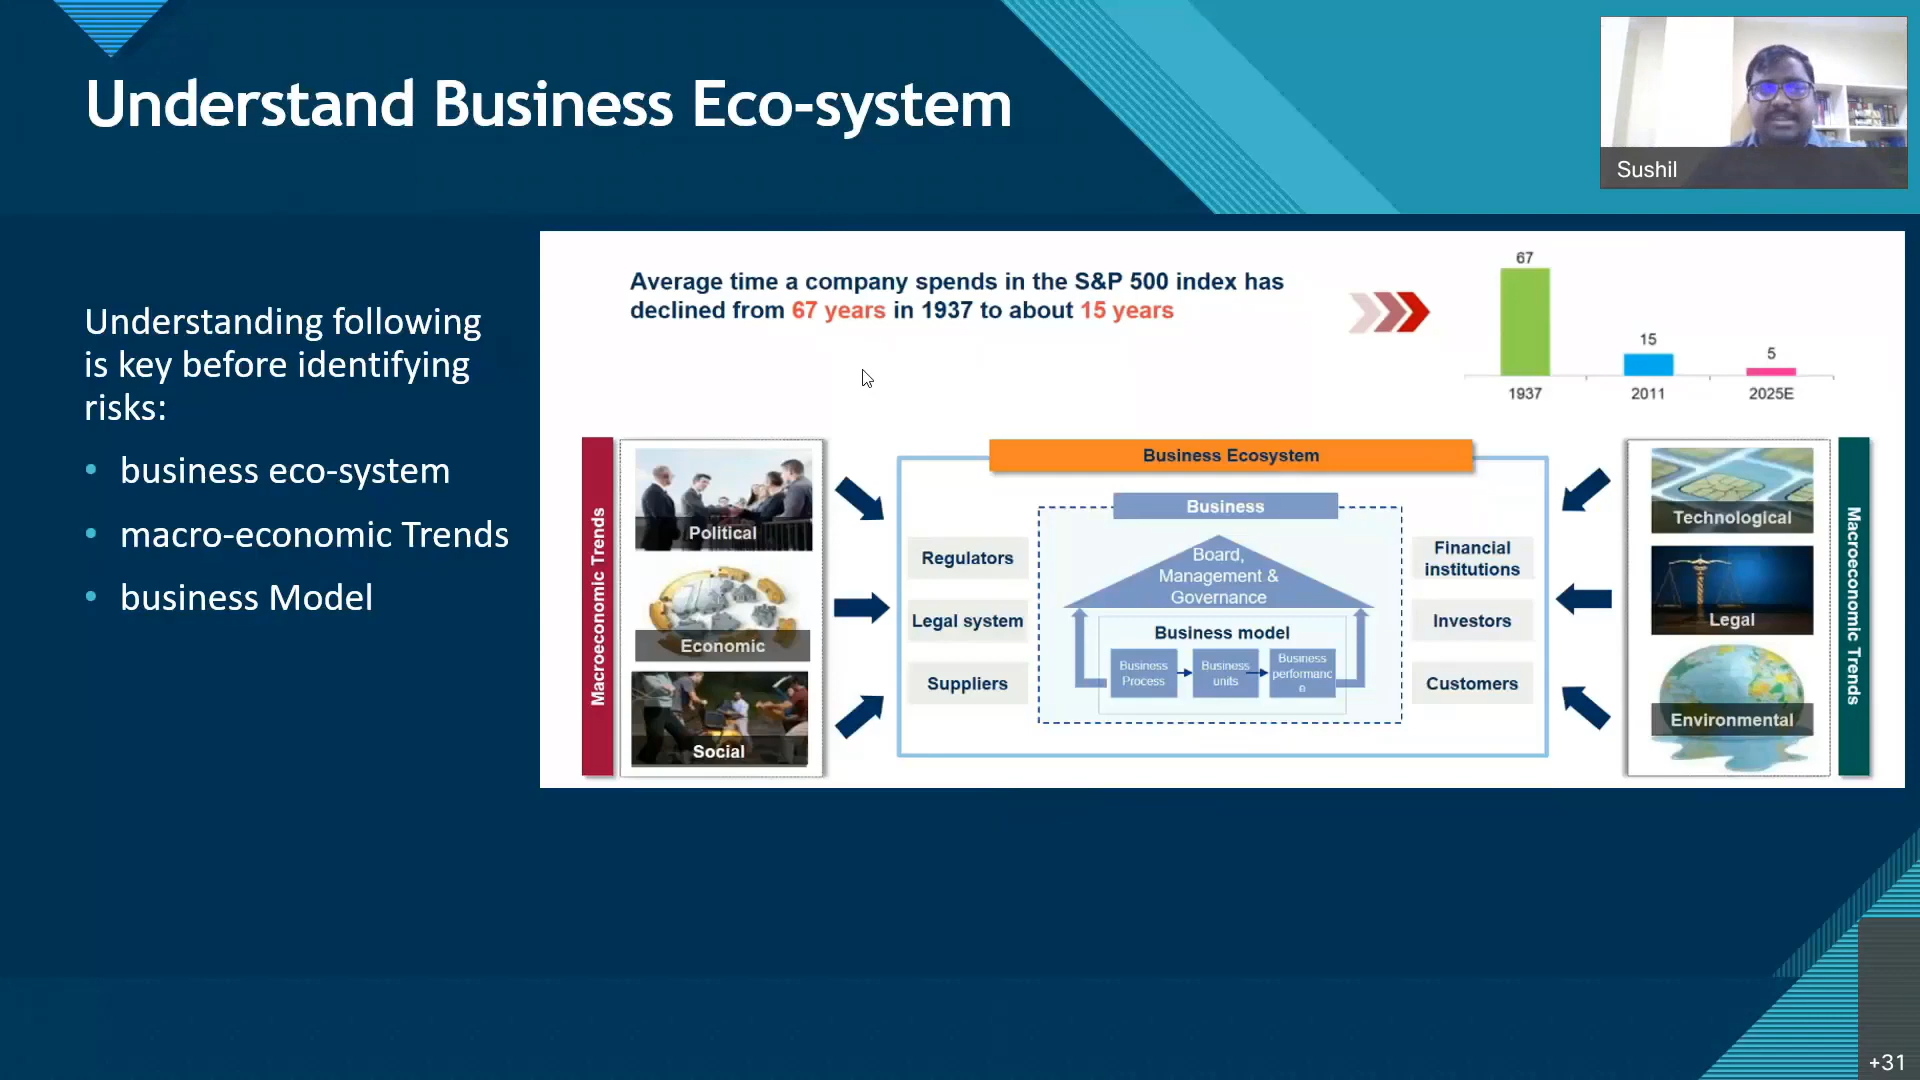 Understand Business Eco-system
Sushil
Understanding following
is key before identifying
risks:
• business eco-system
• macro-economic Trends
• business Model
Average time a company spends in the S&P 500 index has
declined from 67 years in 1937 to about 15 years
67
15
5
1937
2011
2025E
Macroeconomic Trends
Political
Economic
Social
Business Ecosystem
Regulators
Legal system
Suppliers
Business
Board,
Management &
Governance
Business model
Business
Process
Business
units
Business
performanc
e
Financial
institutions
Investors
Customers
Technological
Legal
Environmental
Macroeconomic Trends
+31